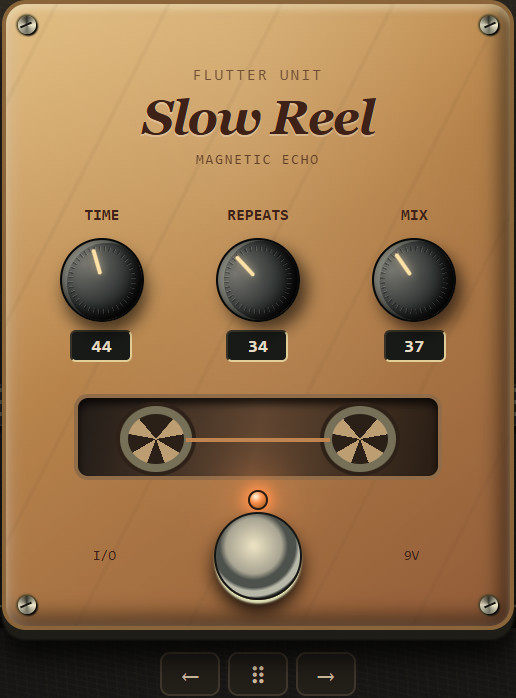 FLUTTER UNIT
Slow Reel
MAGNETIC ECHO
TIME REPEATS MIX
44 34 37
I/O 9V
← ⠿ →